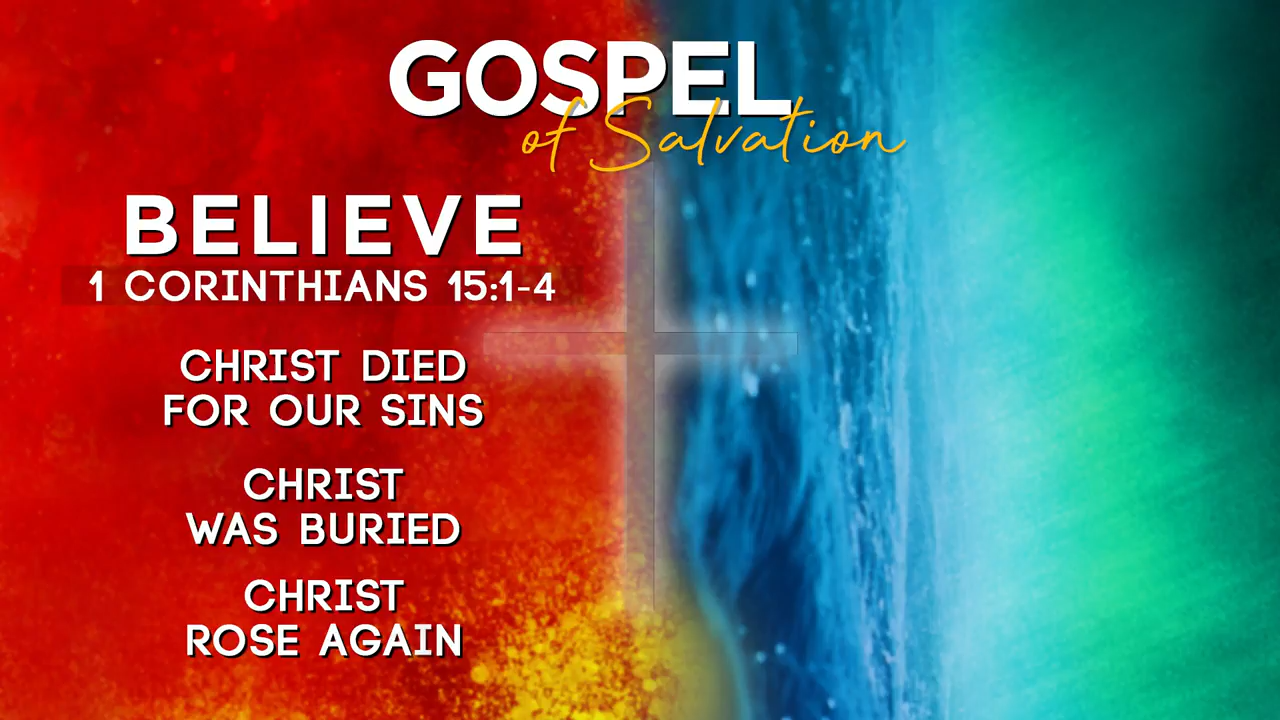 GOSPEL
of Salvation
BELIEVE
1 CORINTHIANS 15:1-4
CHRIST DIED
FOR OUR SINS
CHRIST
WAS BURIED
CHRIST
ROSE AGAIN